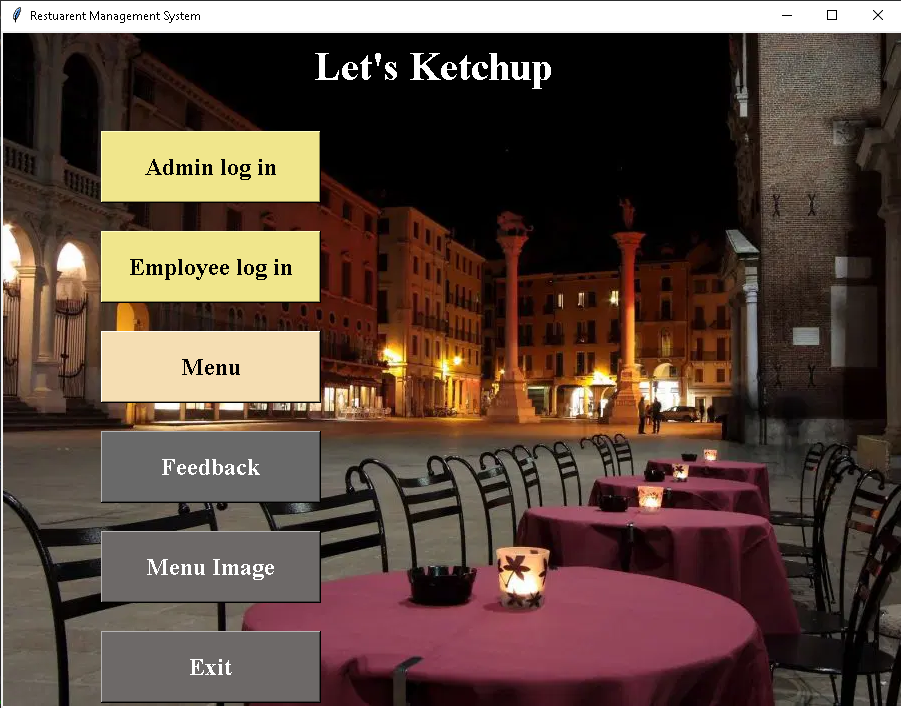 Restuarent Management System
Let's Ketchup
Admin log in
Employee log in
Menu
Feedback
Menu Image
Exit